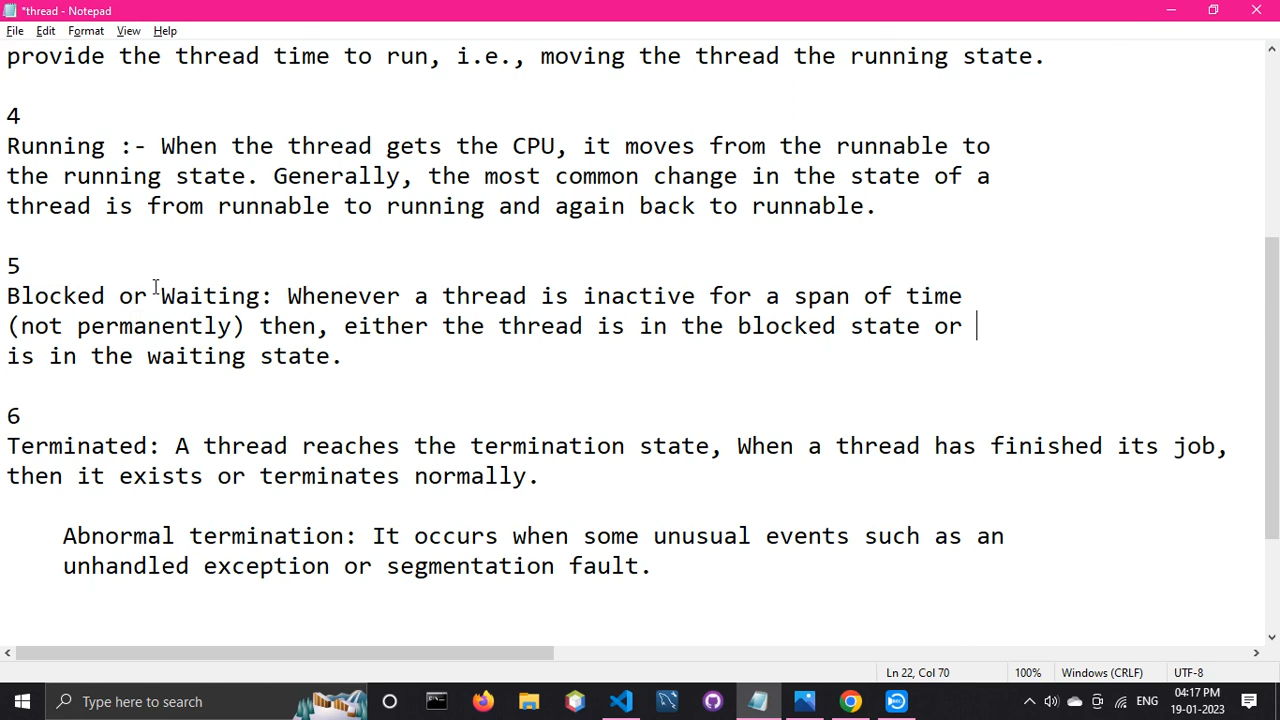 *thread - Notepad
File Edit Format View Help
provide the thread time to run, i.e., moving the thread the running state.
4
Running :- When the thread gets the CPU, it moves from the runnable to
the running state. Generally, the most common change in the state of a
thread is from runnable to running and again back to runnable.
5
Blocked or Waiting: Whenever a thread is inactive for a span of time
(not permanently) then, either the thread is in the blocked state or
is in the waiting state.
6
Terminated: A thread reaches the termination state, When a thread has finished its job,
then it exists or terminates normally.
Abnormal termination: It occurs when some unusual events such as an
unhandled exception or segmentation fault.
Ln 22, Col 70 100% Windows (CRLF) UTF-8
Type here to search ENG 04:17 PM
19-01-2023